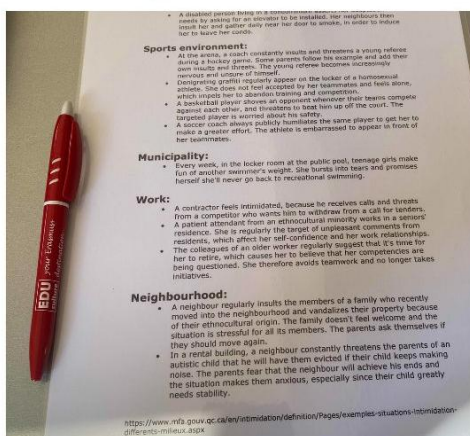 A disabled person living in a condominium asserts her
needs by asking for an elevator to be installed. Her neighbours then
insult her and gather daily near her door to smoke, in order to induce
her to leave her condo.
Sports environment:
• At the arena, a coach constantly insults and threatens a young referee
during a hockey game. Some parents follow his example and add their
own insults and threats. The young referee becomes increasingly
nervous and unsure of himself.
• Denigrating graffiti regularly appear on the locker of a homosexual
athlete. She does not feel accepted by her teammates and feels alone,
which impels her to abandon training and competition.
• A basketball player shoves an opponent whenever their teams compete
against each other, and threatens to beat him up off the court. The
targeted player is worried about his safety.
• A soccer coach always publicly humiliates the same player to get her to
make a greater effort. The athlete is embarrassed to appear in front of
her teammates.
Municipality:
• Every week, in the locker room at the public pool, teenage girls make
fun of another swimmer's weight. She bursts into tears and promises
herself she'll never go back to recreational swimming.
Work:
• A contractor feels intimidated, because he receives calls and threats
from a competitor who wants him to withdraw from a call for tenders.
• A patient attendant from an ethnocultural minority works in a seniors'
residence. She is regularly the target of unpleasant comments from
residents, which affect her self-confidence and her work relationships.
• The colleagues of an older worker regularly suggest that it's time for
her to retire, which causes her to believe that her competencies are
being questioned. She therefore avoids teamwork and no longer takes
initiatives.
Neighbourhood:
• A neighbour regularly insults the members of a family who recently
moved into the neighbourhood and vandalizes their property because
of their ethnocultural origin. The family doesn't feel welcome and the
situation is stressful for all its members. The parents ask themselves if
they should move again.
• In a rental building, a neighbour constantly threatens the parents of an
autistic child that he will have them evicted if their child keeps making
noise. The parents fear that the neighbour will achieve his ends and
the situation makes them anxious, especially since their child greatly
needs stability.
https://www.mfa.gouv.qc.ca/en/intimidation/definition/Pages/exemples-situations-intimidation-
differents-milieux.aspx
EDU